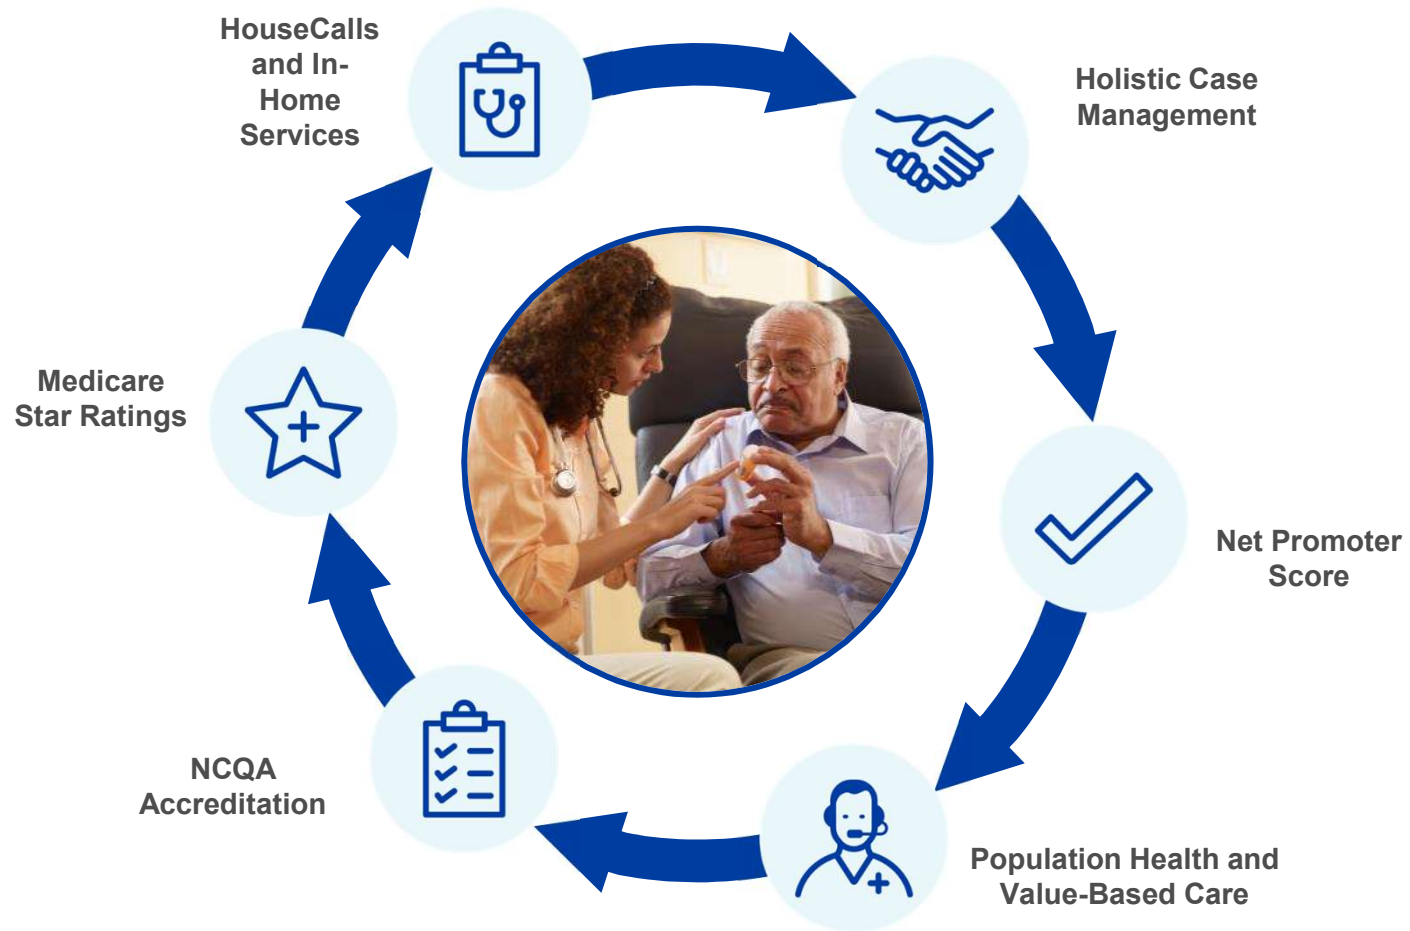 HouseCalls
and In-
Home
Services
Holistic Case
Management
Net Promoter
Score
Population Health and
Value-Based Care
NCQA
Accreditation
Medicare
Star Ratings